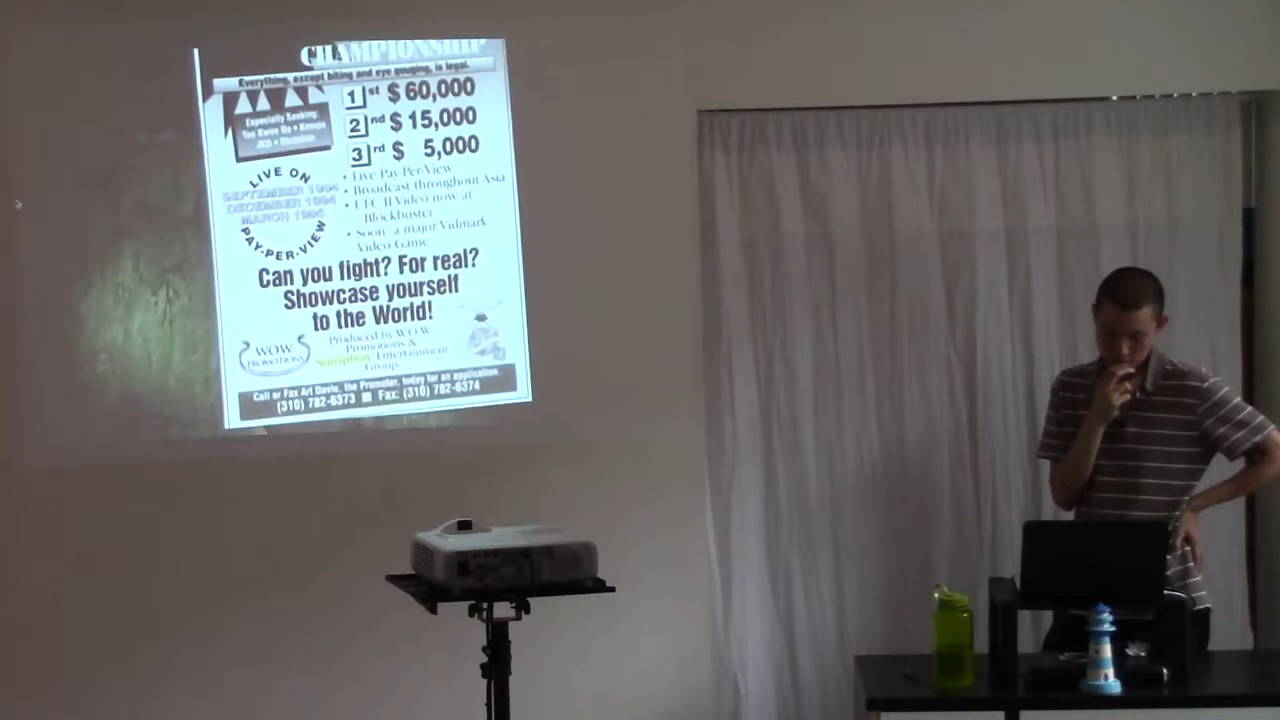 CHAMPIONSHIP
Everything, except biting and eye gouging, is legal.
1st $ 60,000
2nd $ 15,000
3rd $ 5,000
Especially Seeking:
Tae Kwon Do • Kenpo
JKD •
LIVE ON
SEPTEMBER 1994
DECEMBER 1994
MARCH 1995
PAY-PER-VIEW
• Live Pay-Per-View
• Broadcast throughout Asia
• UFC II Video now at
Blockbuster
• Soon a major Vidmark
Video Game
Can you fight? For real?
Showcase yourself
to the World!
WOW
PROMOTIONS
Produced by W.O.W.
Promotions &
Semaphore Entertainment
Group
Call or Fax Art Davie, the Promoter, today for an application.
(310) 782-6373 ■ Fax: (310) 782-6374